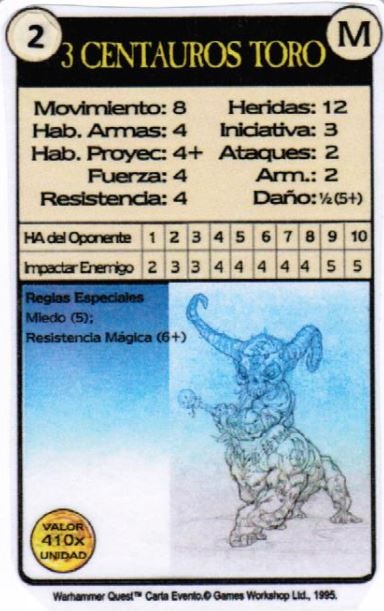 2
3 CENTAUROS TORO
M
Movimiento: 8 Heridas: 12
Hab. Armas: 4 Iniciativa: 3
Hab. Proyec: 4+ Ataques: 2
Fuerza: 4 Arm.: 2
Resistencia: 4 Daño: ½ (5+)
HA del Oponente 1 2 3 4 5 6 7 8 9 10
Impactar Enemigo 2 3 3 4 4 4 4 4 5 5
Reglas Especiales
Miedo (5);
Resistencia Mágica (6+)
VALOR
410x
UNIDAD
Warhammer Quest™ Carta Evento.© Games Workshop Ltd., 1995.